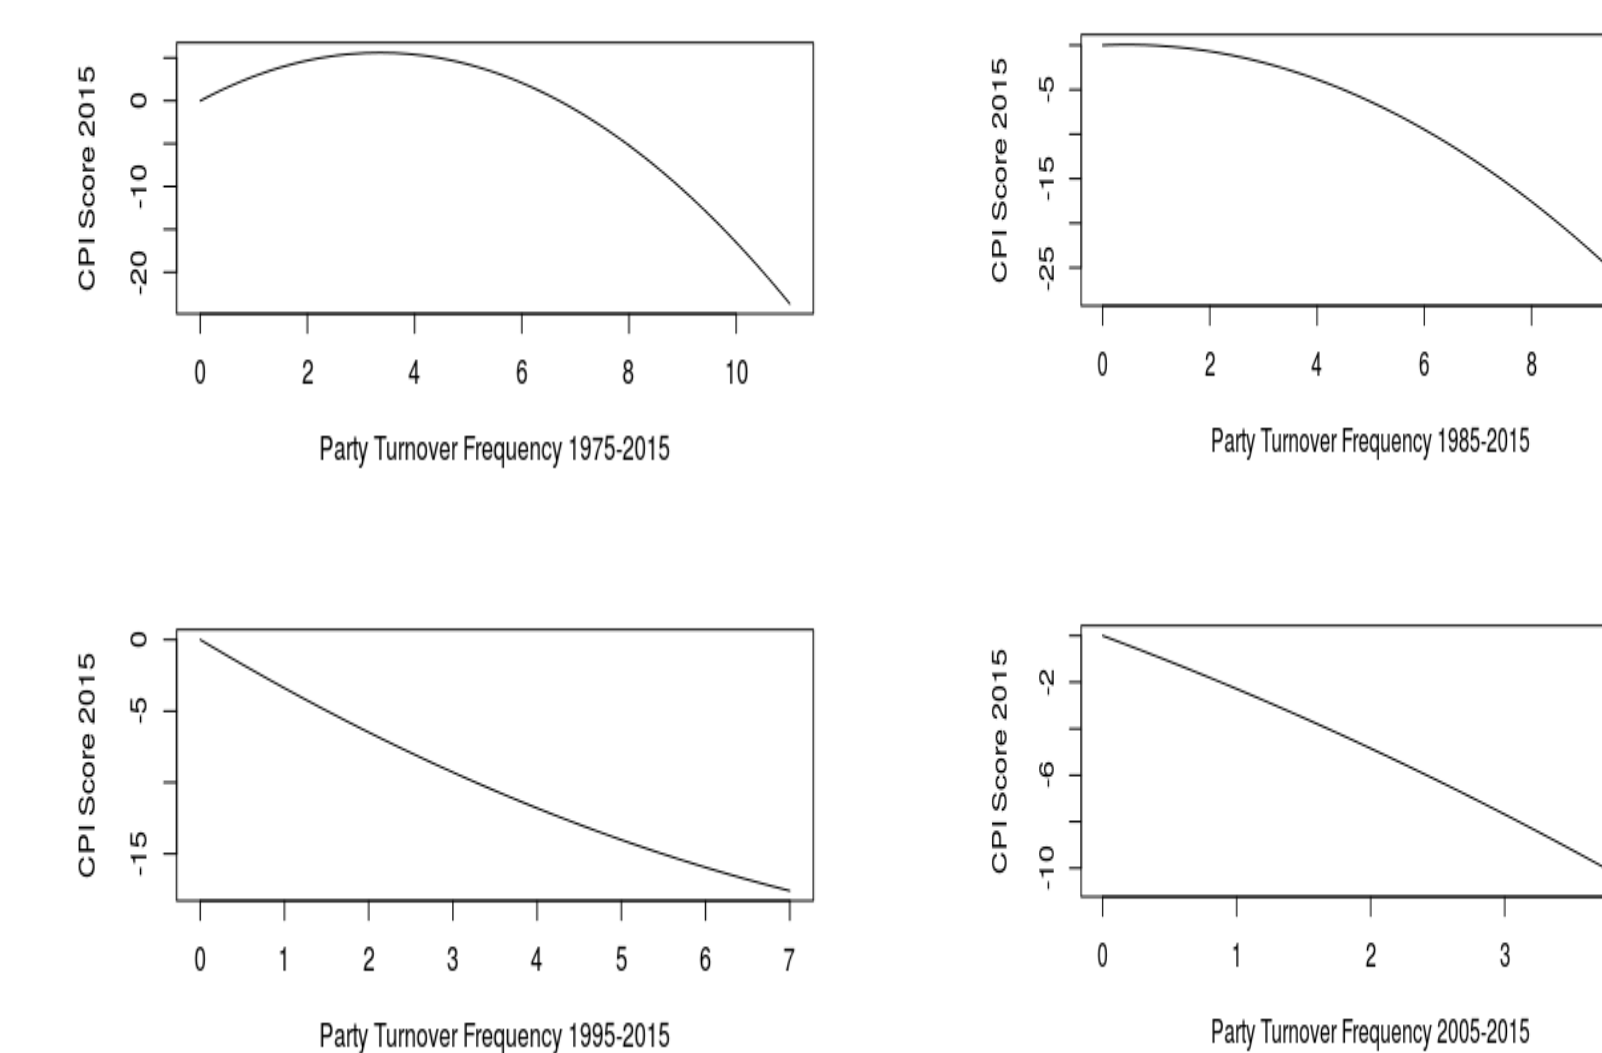 CPI Score 2015
0
-10
-20
0 2 4 6 8 10
Party Turnover Frequency 1975-2015
CPI Score 2015
-5
-15
-25
0 2 4 6 8
Party Turnover Frequency 1985-2015
CPI Score 2015
0
-5
-15
0 1 2 3 4 5 6 7
Party Turnover Frequency 1995-2015
CPI Score 2015
-2
-6
-10
0 1 2 3
Party Turnover Frequency 2005-2015